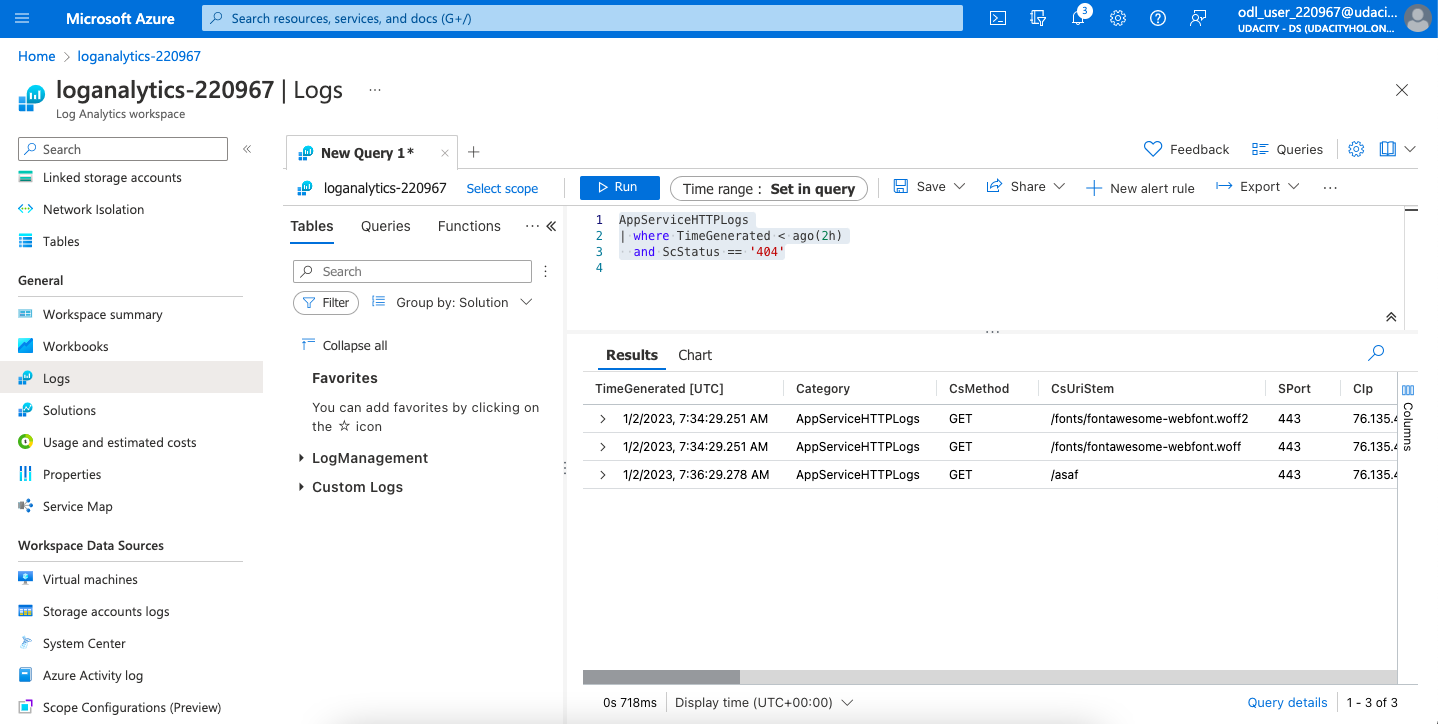 Microsoft Azure
Search resources, services, and docs (G+/)
3
odl_user_220967@udaci...
UDACITY - DS (UDACITYHOL.ON...
Home > loganalytics-220967
loganalytics-220967 | Logs ...
Log Analytics workspace
Search
«
Linked storage accounts
Network Isolation
Tables
General
Workspace summary
Workbooks
Logs
Solutions
Usage and estimated costs
Properties
Service Map
Workspace Data Sources
Virtual machines
Storage accounts logs
System Center
Azure Activity log
Scope Configurations (Preview)
New Query 1*
Feedback
Queries
loganalytics-220967
Select scope
Run
Time range : Set in query
Save
Share
New alert rule
Export
...
Tables
Queries
Functions
... «
Search
Filter
Group by: Solution
Collapse all
Favorites
You can add favorites by clicking on
the ☆ icon
LogManagement
Custom Logs
1 AppServiceHTTPLogs
2 | where TimeGenerated < ago(2h)
3 and ScStatus == '404'
4
Results
Chart
TimeGenerated [UTC] Category CsMethod CsUriStem SPort CIp
1/2/2023, 7:34:29.251 AM AppServiceHTTPLogs GET /fonts/fontawesome-webfont.woff2 443 76.135.4
1/2/2023, 7:34:29.251 AM AppServiceHTTPLogs GET /fonts/fontawesome-webfont.woff 443 76.135.4
1/2/2023, 7:36:29.278 AM AppServiceHTTPLogs GET /asaf 443 76.135.4
Columns
0s 718ms
Display time (UTC+00:00)
Query details
1 - 3 of 3